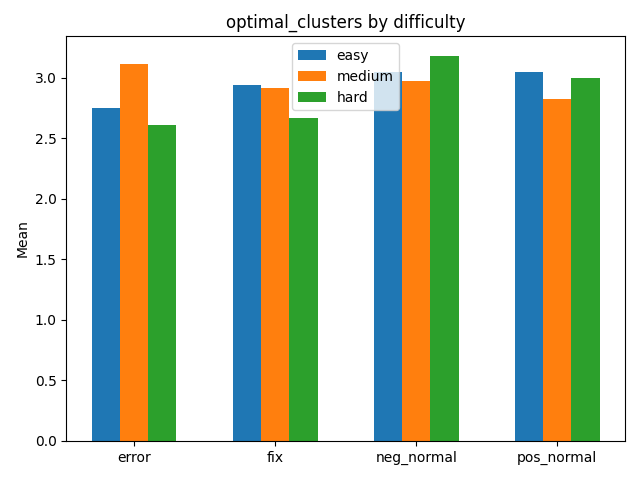 optimal_clusters by difficulty
easy
medium
hard
Mean
3.0
2.5
2.0
1.5
1.0
0.5
0.0
error
fix
neg_normal
pos_normal